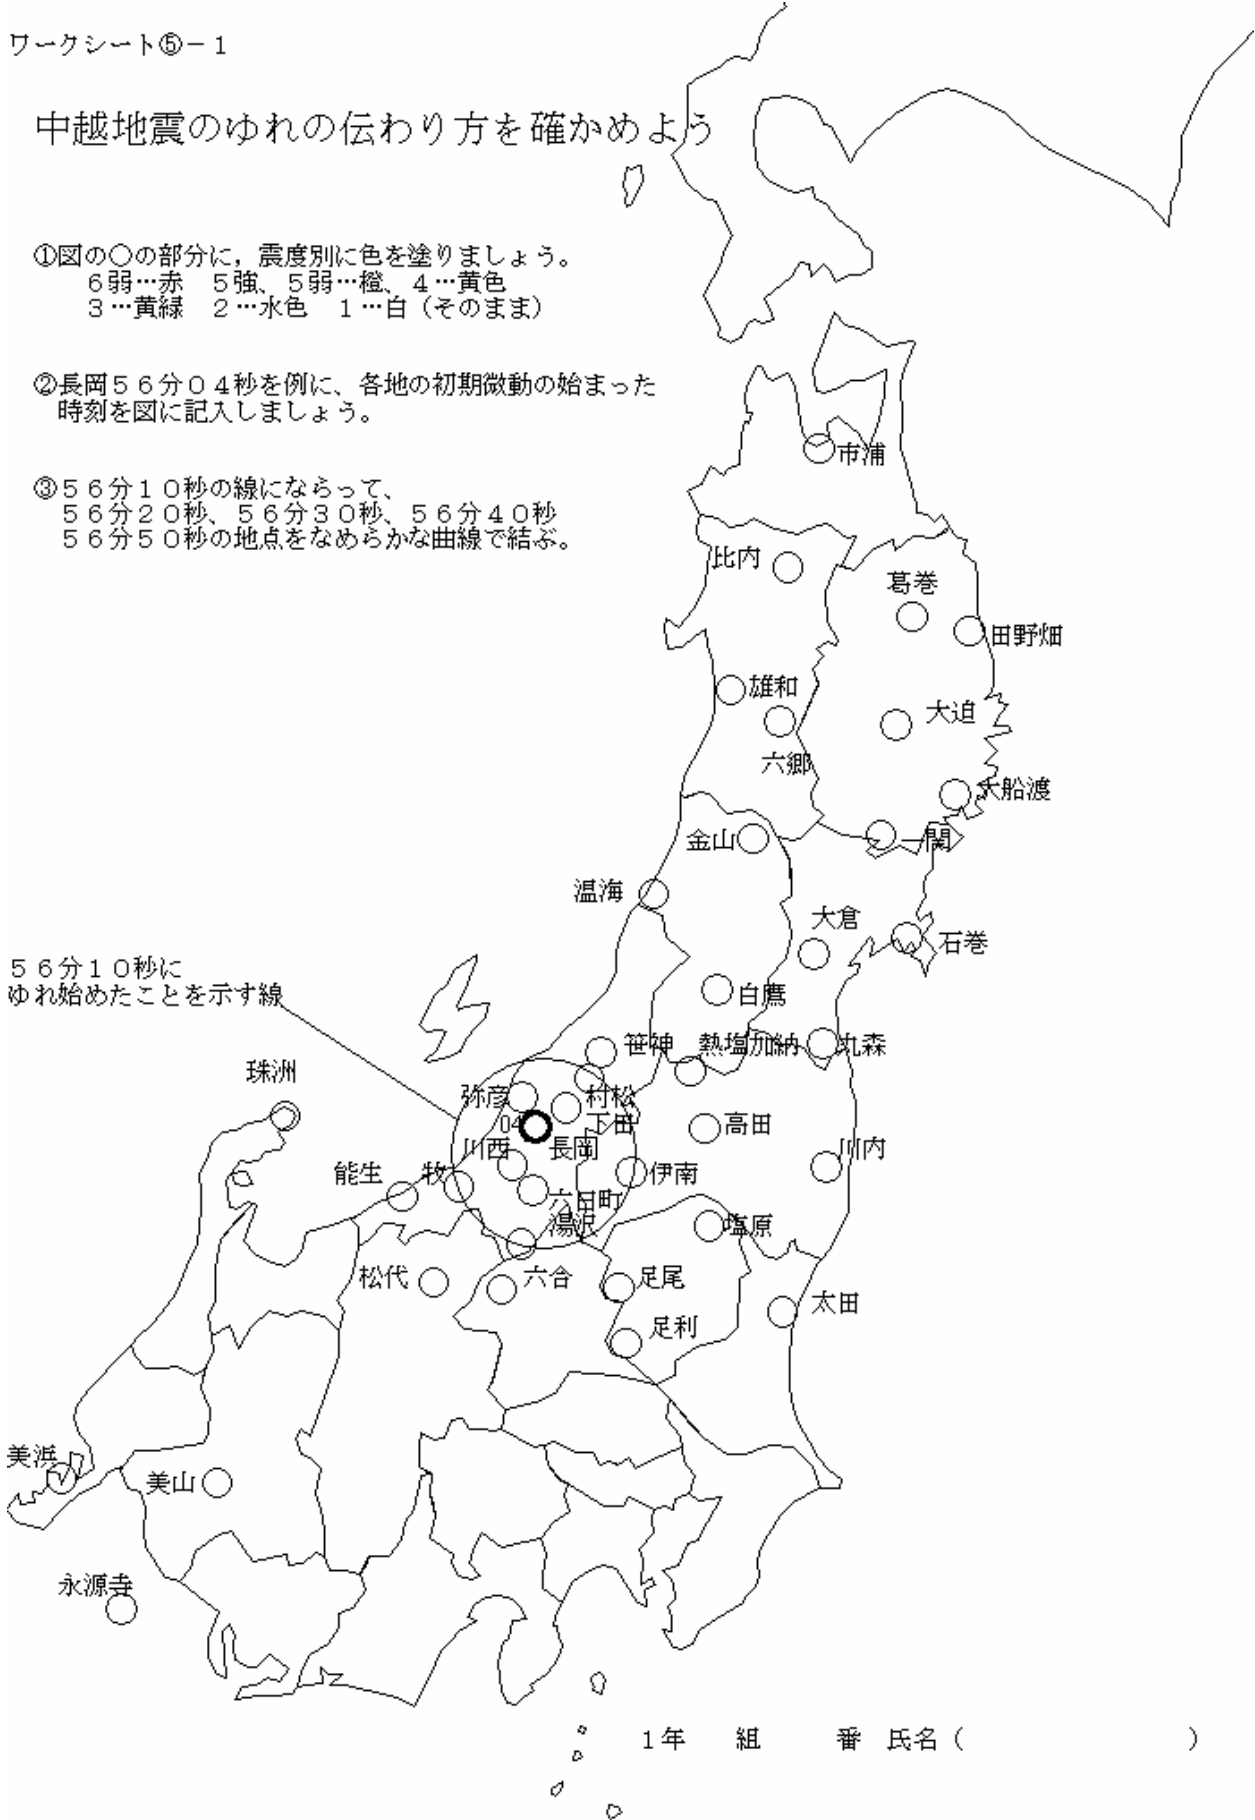 ワークシート⑤－１
中越地震のゆれの伝わり方を確かめよう
①図の○の部分に，震度別に色を塗りましょう。
６弱…赤　５強、５弱…橙、４…黄色
３…黄緑　２…水色　１…白（そのまま）
②長岡５６分０４秒を例に、各地の初期微動の始まった
時刻を図に記入しましょう。
③５６分１０秒の線にならって、
５６分２０秒、５６分３０秒、５６分４０秒
５６分５０秒の地点をなめらかな曲線で結ぶ。
市浦
比内
葛巻
田野畑
雄和
大迫
六郷
大船渡
金山
一関
温海
大倉
石巻
５６分１０秒に
ゆれ始めたことを示す線
白鷹
笹神
熱塩加納
丸森
珠洲
弥彦
村松
04
下田
高田
川西
長岡
川内
能生
牧
伊南
六日町
湯沢
塩原
松代
六合
足尾
太田
足利
美浜
美山
永源寺
１年　　組　　　番　氏名（　　　　　　　　　）